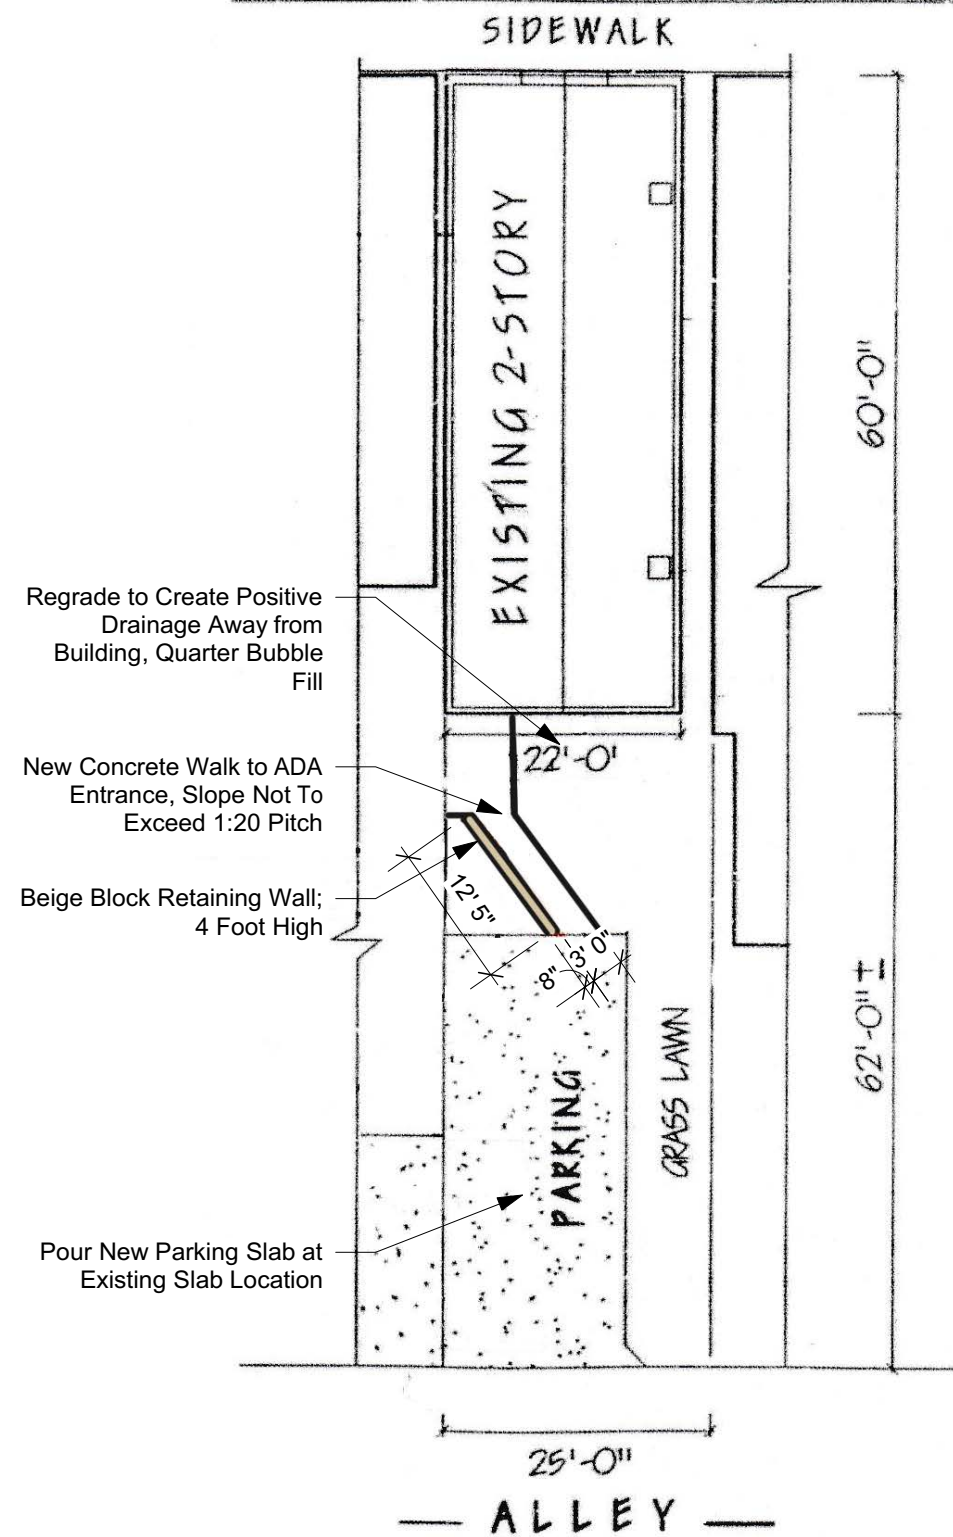 SIDEWALK
EXISTING 2-STORY
60'-0"
Regrade to Create Positive
Drainage Away from
Building, Quarter Bubble
Fill
22'-0'
New Concrete Walk to ADA
Entrance, Slope Not To
Exceed 1:20 Pitch
Beige Block Retaining Wall;
4 Foot High
12' 5"
8"
3' 0"
62'-0"±
GRASS LAWN
PARKING
Pour New Parking Slab at
Existing Slab Location
25'-0"
ALLEY